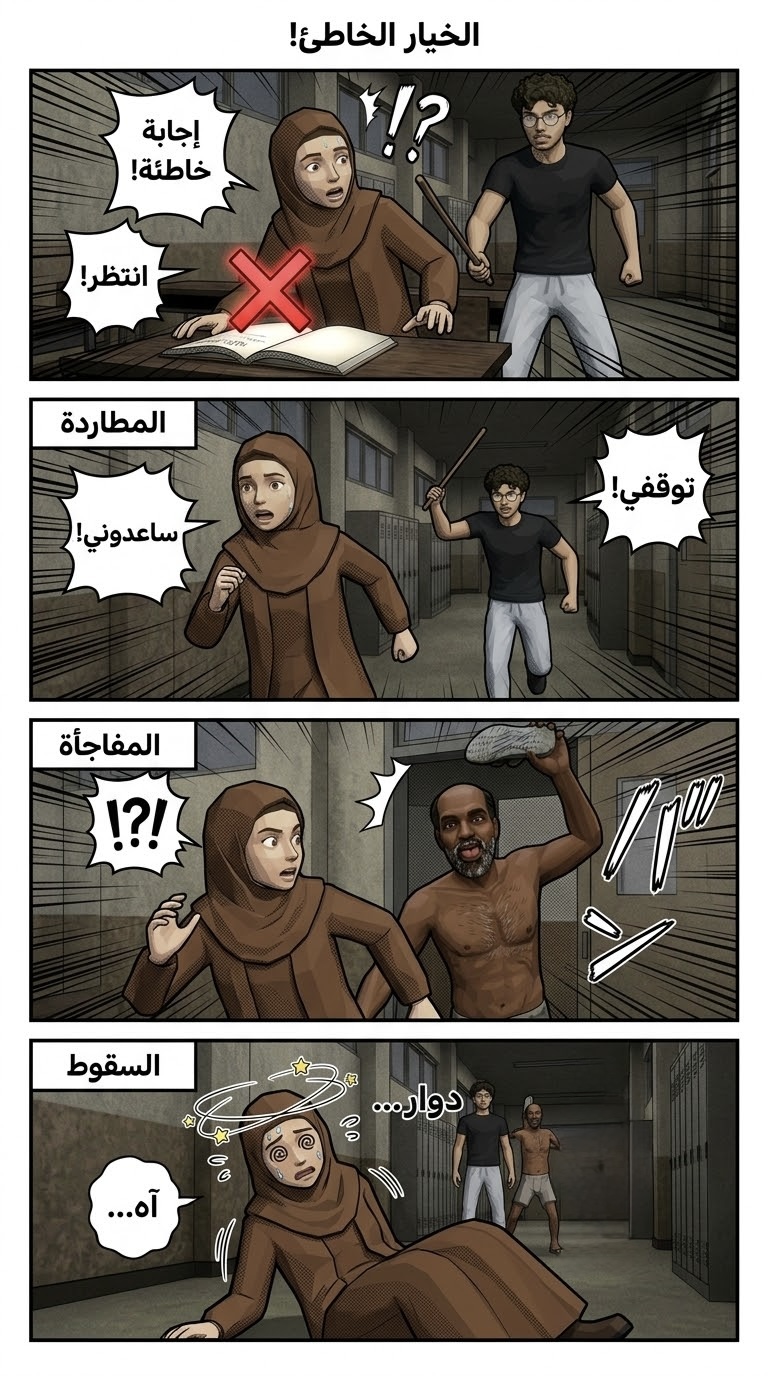 الخيار الخاطئ!
إجابة
خاطئة!
!?
انتظر!
المطاردة
ساعدوني!
توقفي!
المفاجأة
!?!
السقوط
دوار...
آه...